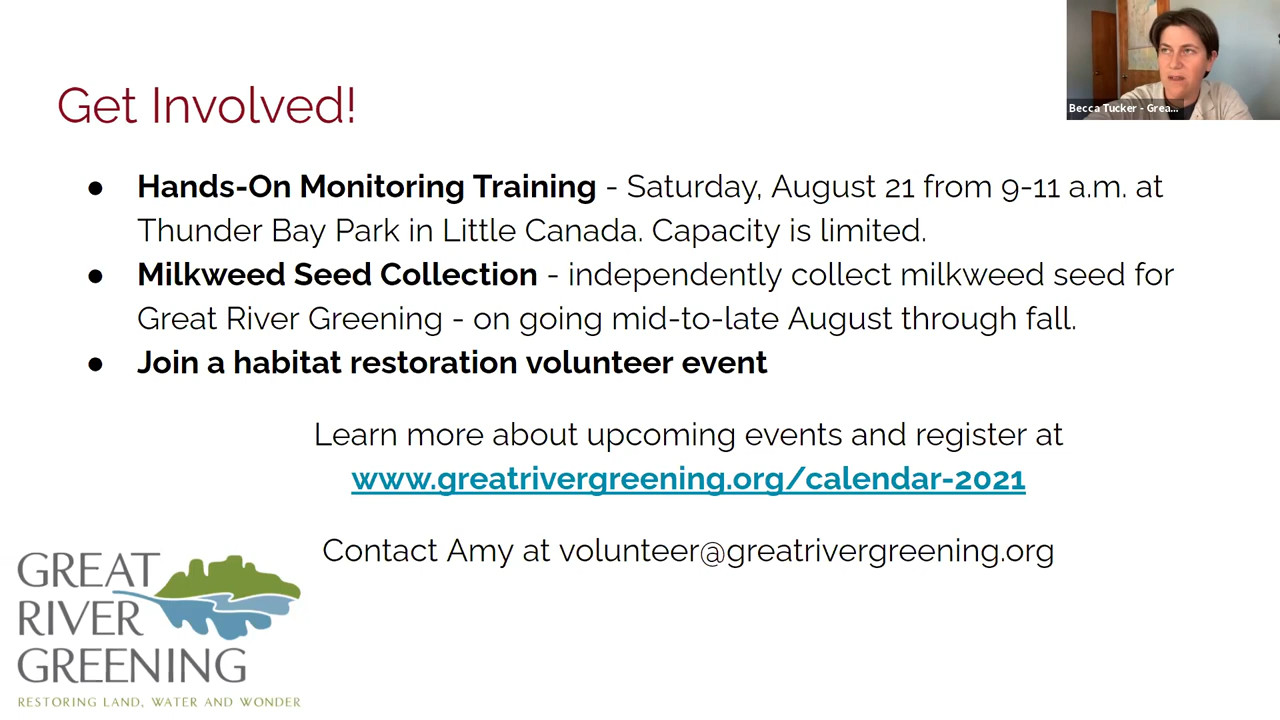 Becca Tucker - Grea...
Get Involved!
● Hands-On Monitoring Training - Saturday, August 21 from 9-11 a.m. at
Thunder Bay Park in Little Canada. Capacity is limited.
● Milkweed Seed Collection - independently collect milkweed seed for
Great River Greening - on going mid-to-late August through fall.
● Join a habitat restoration volunteer event
Learn more about upcoming events and register at
www.greatrivergreening.org/calendar-2021
Contact Amy at volunteer@greatrivergreening.org
GREAT
RIVER
GREENING
RESTORING LAND, WATER AND WONDER